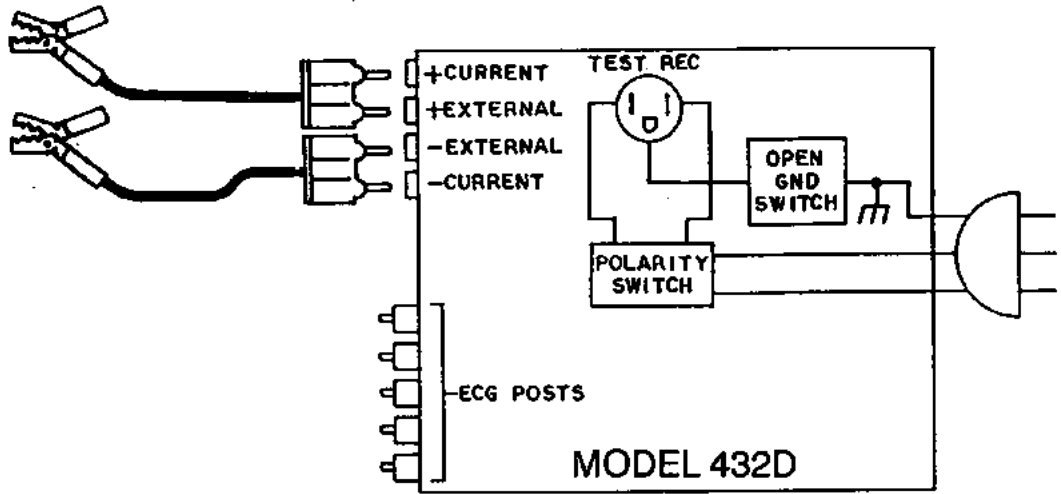 +CURRENT
+EXTERNAL
-EXTERNAL
-CURRENT
TEST REC
OPEN
GND
SWITCH
POLARITY
SWITCH
ECG POSTS
MODEL 432D